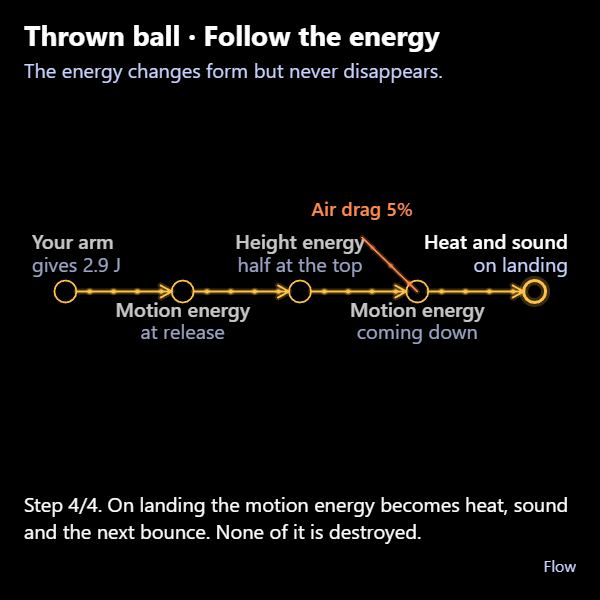 Thrown ball · Follow the energy
The energy changes form but never disappears.
Air drag 5%
Your arm
gives 2.9 J
Height energy
half at the top
Heat and sound
on landing
Motion energy
at release
Motion energy
coming down
Step 4/4. On landing the motion energy becomes heat, sound
and the next bounce. None of it is destroyed.
Flow